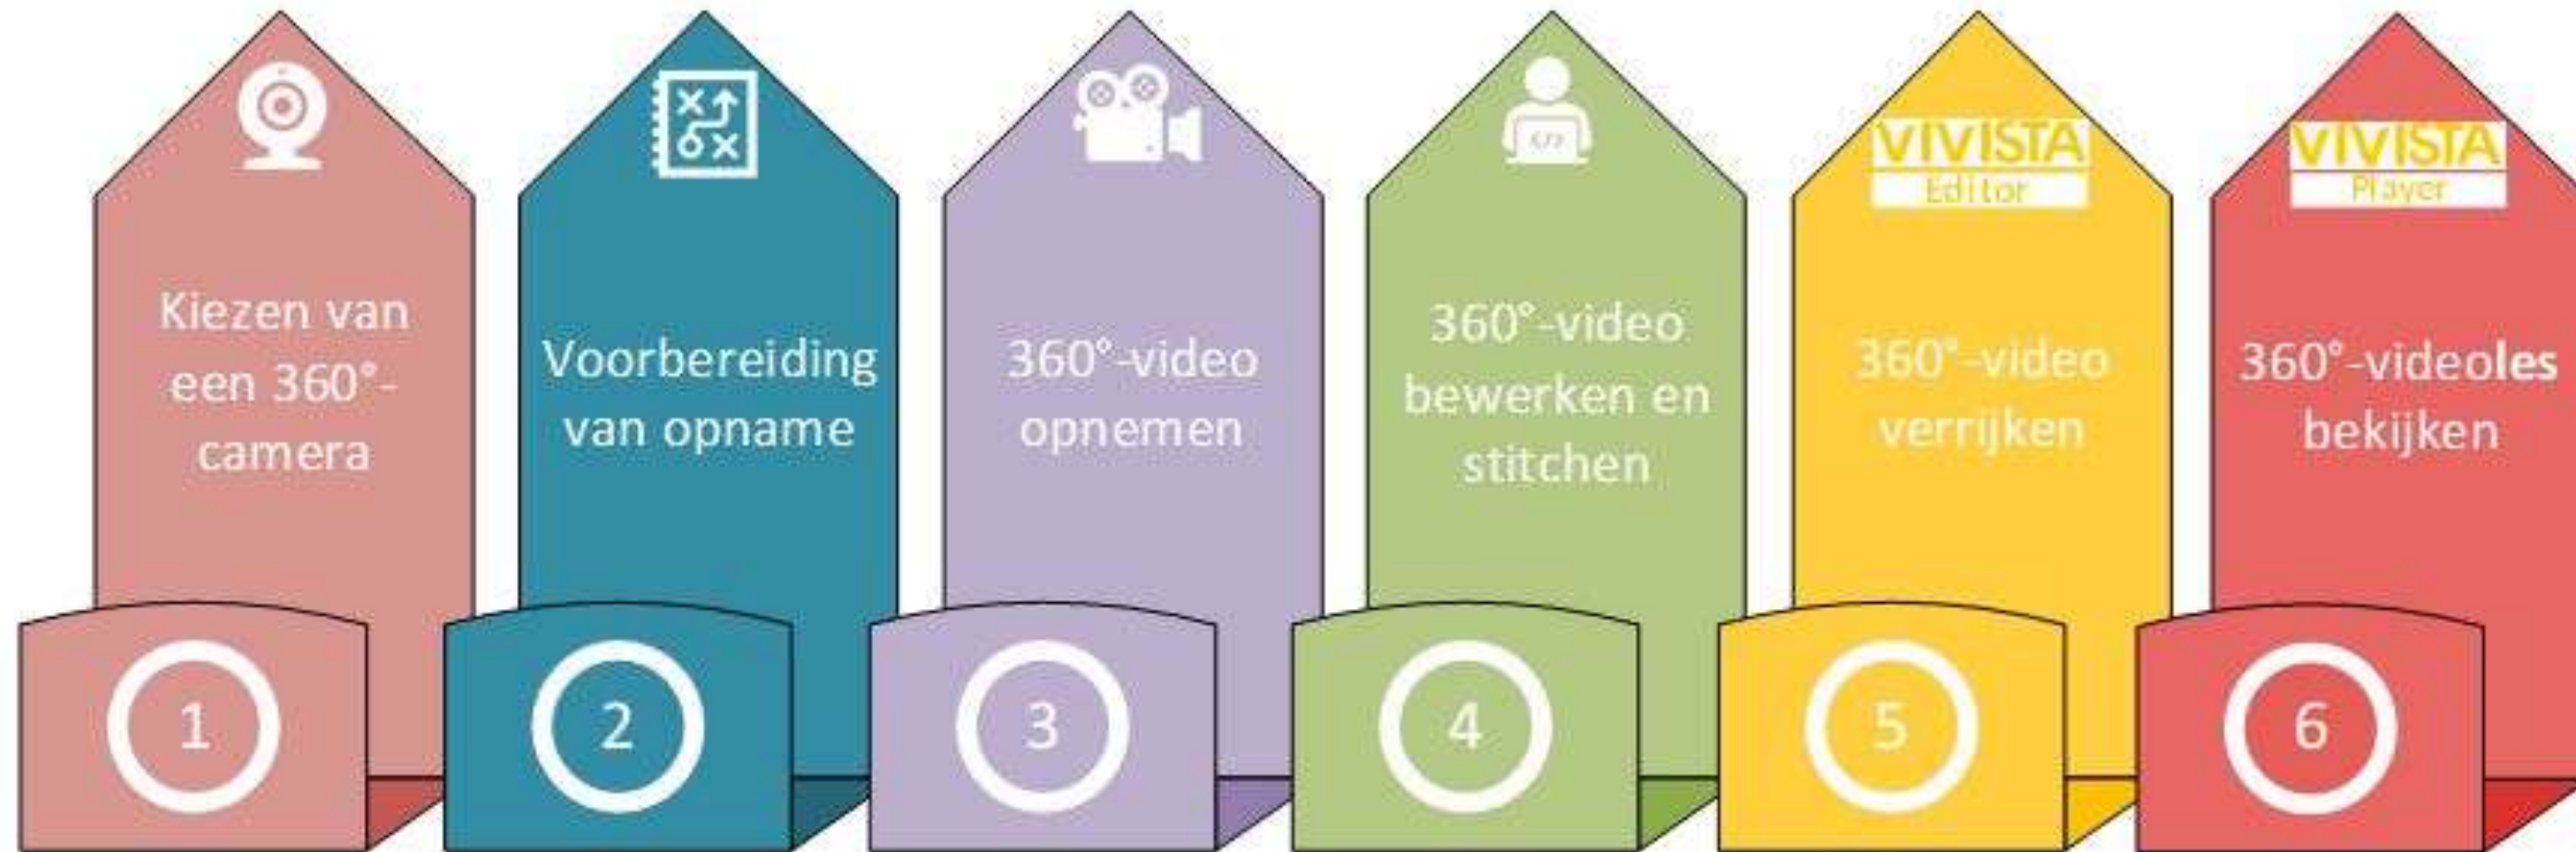 Kiezen van
een 360°-
camera
1
Voorbereiding
van opname
2
360°-video
opnemen
3
</>
360°-video
bewerken en
stitchen
4
VIVISTA
Editor
360°-video
verrijken
5
VIVISTA
Player
360°-videoles
bekijken
6